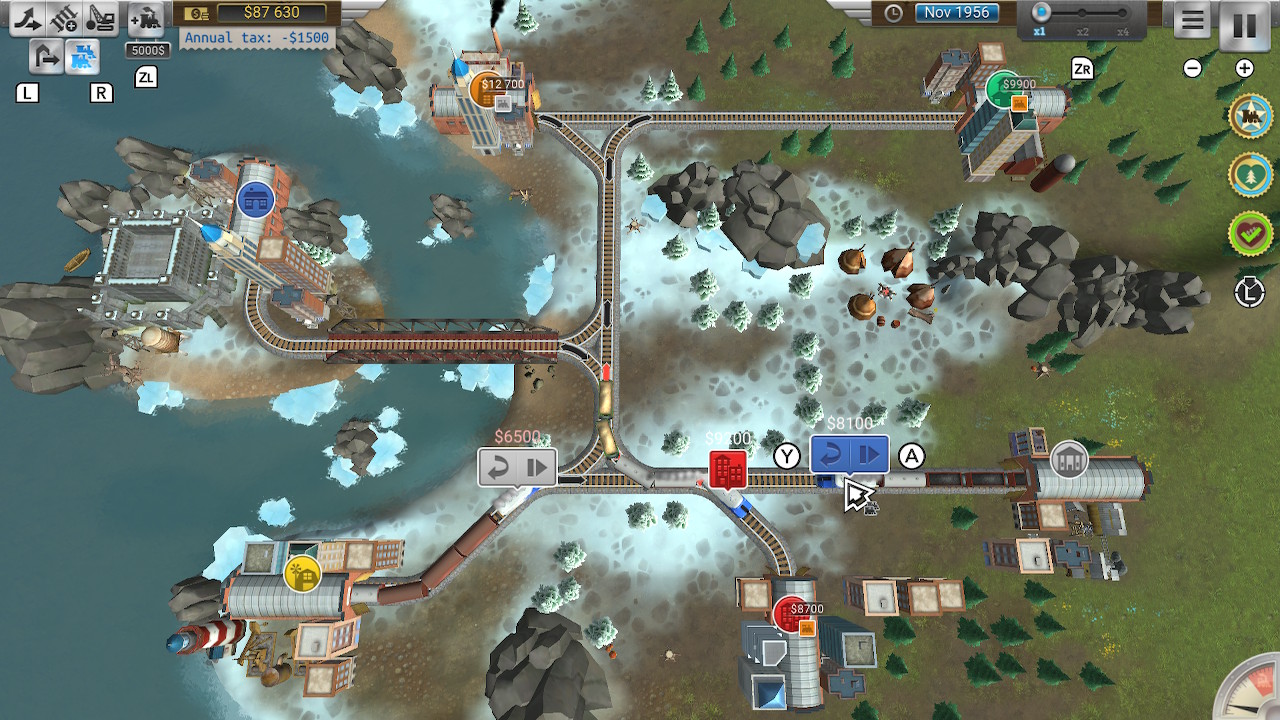 $87 630
Nov 1956
Annual tax: -$1500
x1
x2
x4
5000$
ZL
L
R
ZR
$12 700
$9900
L
$8100
$6500
$9200
Y
A
$8700